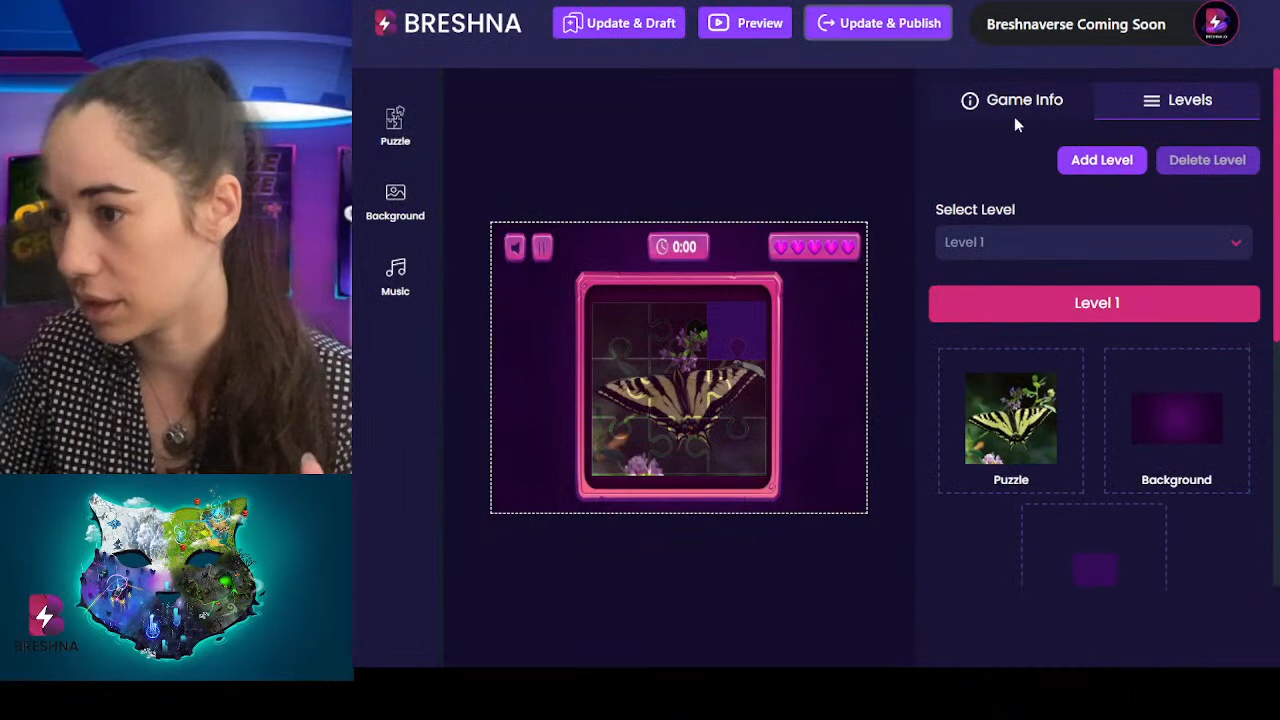 BRESHNA
Update & Draft
Preview
Update & Publish
Breshnaverse Coming Soon
Puzzle
Background
Music
0:00
Game Info
Levels
Add Level
Delete Level
Select Level
Level 1
Level 1
Puzzle
Background
BRESHNA